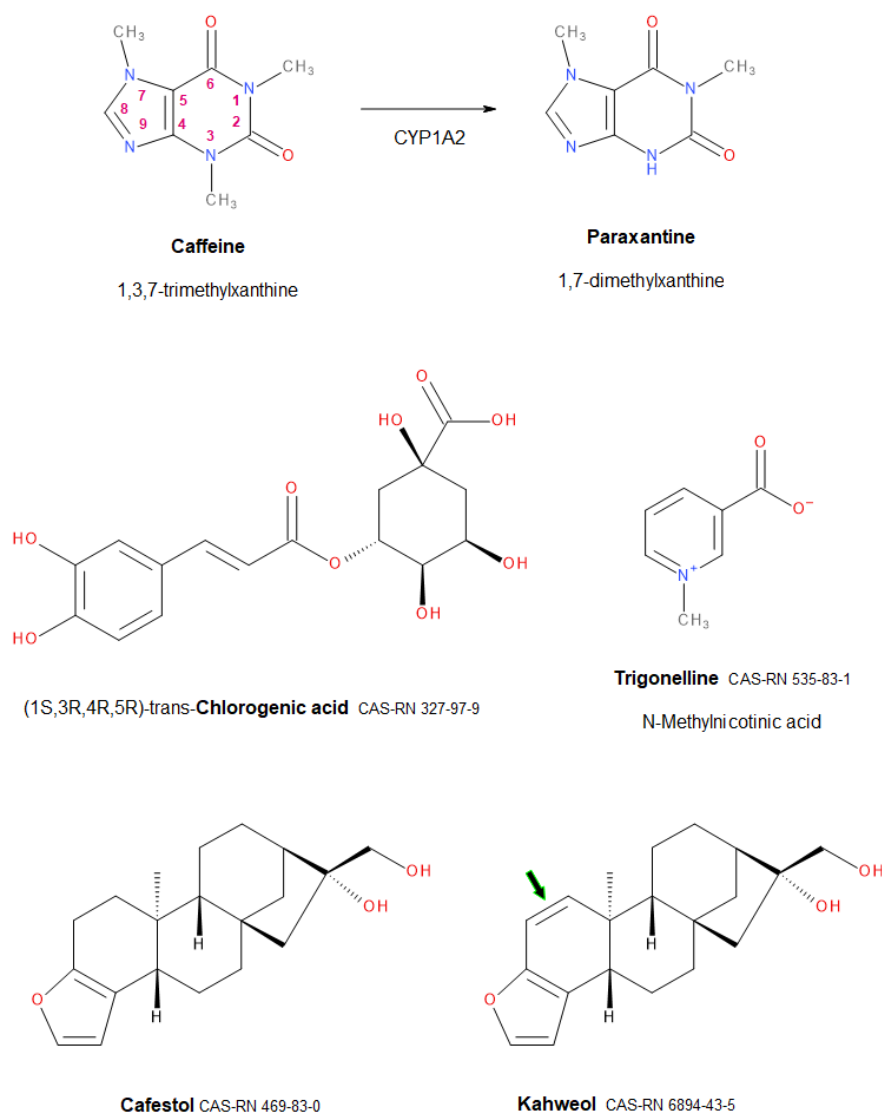 CH₃ O CH₃ O
N 6 N CH₃ N N CH₃
7 5 1
8 2
9 4 3
N N O N N H O
CH₃
CYP1A2
Caffeine Paraxantine
1,3,7-trimethylxanthine 1,7-dimethylxanthine
O
HO OH
O O
HO O⁻
O OH
HO OH N⁺
CH₃
(1S,3R,4R,5R)-trans-Chlorogenic acid CAS-RN 327-97-9
Trigonelline CAS-RN 535-83-1
N-Methylnicotinic acid
OH OH
OH OH
H H
O O
H H
Cafestol CAS-RN 469-83-0 Kahweol CAS-RN 6894-43-5